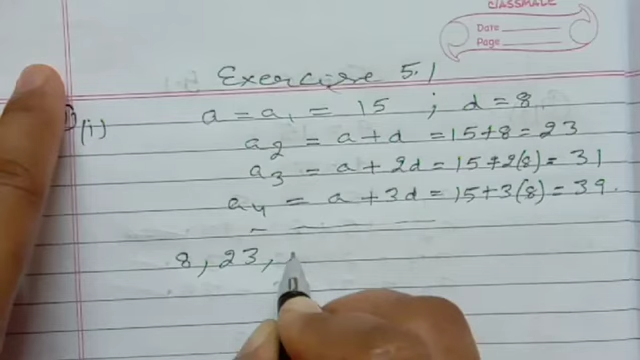 CLASSMATE
Date
Page
Exercise 5.1
(i) a = a₁ = 15 ; d = 8
a₂ = a + d = 15 + 8 = 23
a₃ = a + 2d = 15 + 2(8) = 31
a₄ = a + 3d = 15 + 3(8) = 39.
8, 23,